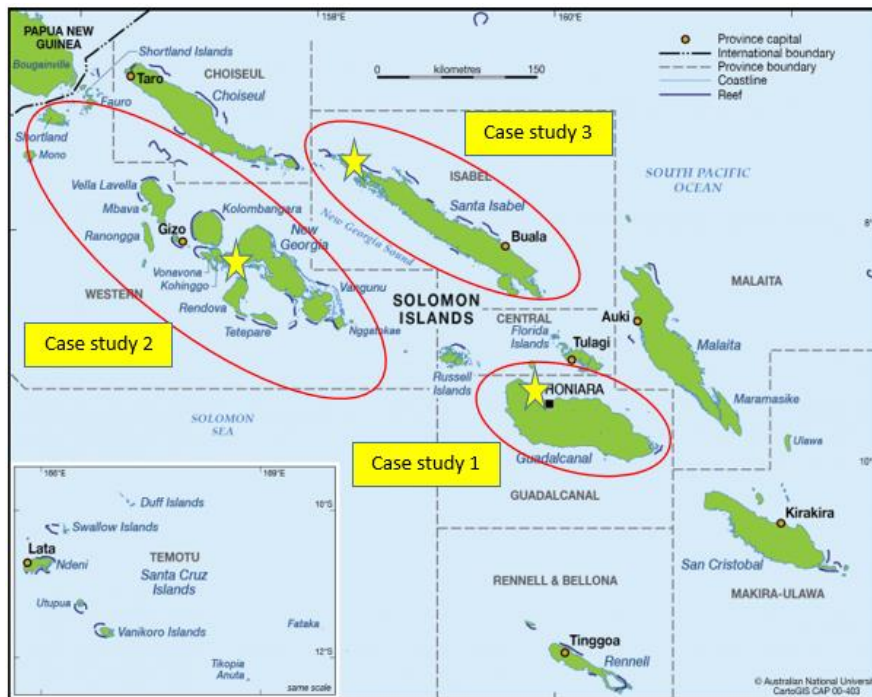 PAPUA NEW
GUINEA
Bougainville
Shortland Islands
158°E
160°E
Province capital
International boundary
Province boundary
Coastline
Reef
kilometres
0
150
CHOISEUL
Taro
Choiseul
Fauro
Shortland
Mono
Case study 3
ISABEL
Santa Isabel
SOUTH PACIFIC
OCEAN
Vella Lavella
Mbava
Kolombangara
New Georgia Sound
Gizo
Ranongga
New
Georgia
Buala
8°
MALAITA
Vonavona
Kohinggo
WESTERN
Rendova
Vangunu
Tetepare
Nggatokae
SOLOMON
ISLANDS
CENTRAL
Florida
Islands
Tulagi
Auki
Malaita
Case study 2
Russell
Islands
HONIARA
Maramasike
SOLOMON
SEA
Ulawa
Case study 1
Guadalcanal
GUADALCANAL
10°
166°E
169°E
10°S
Duff Islands
Swallow Islands
Lata
Ndeni
TEMOTU
Santa Cruz
Islands
Utupua
Vanikoro Islands
Fataka
Tikopia
Anuta
12°S
same scale
Kirakira
San Cristobal
MAKIRA-ULAWA
RENNELL & BELLONA
Tinggoa
Rennell
© Australian National Universi
CartoGIS CAP 00-403